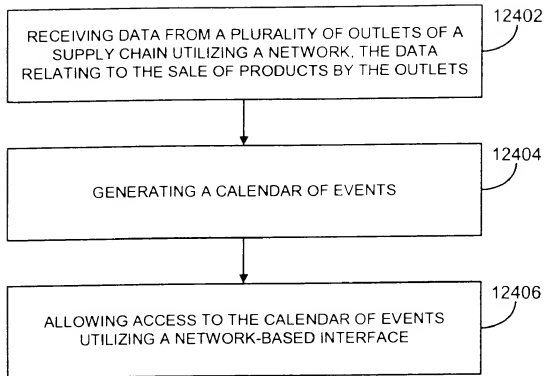 12402
RECEIVING DATA FROM A PLURALITY OF OUTLETS OF A
SUPPLY CHAIN UTILIZING A NETWORK, THE DATA
RELATING TO THE SALE OF PRODUCTS BY THE OUTLETS
12404
GENERATING A CALENDAR OF EVENTS
12406
ALLOWING ACCESS TO THE CALENDAR OF EVENTS
UTILIZING A NETWORK-BASED INTERFACE